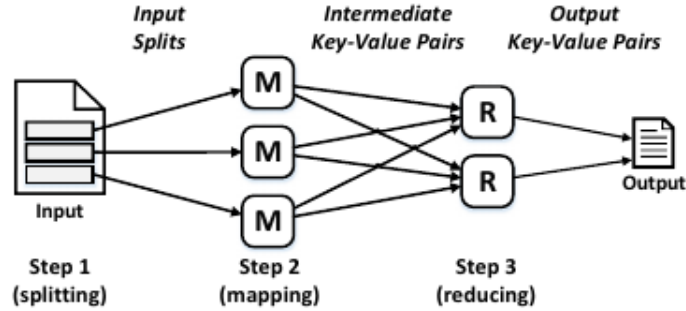 Input
Splits
Intermediate
Key-Value Pairs
Output
Key-Value Pairs
M
M
M
R
R
Input
Output
Step 1
(splitting)
Step 2
(mapping)
Step 3
(reducing)